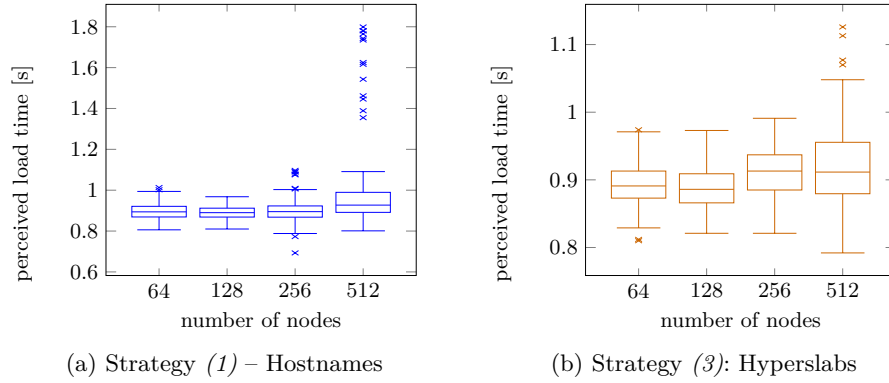 perceived load time [s]
1.8
1.6
1.4
1.2
1
0.8
0.6
64 128 256 512
number of nodes
(a) Strategy (1) – Hostnames
perceived load time [s]
1.1
1
0.9
0.8
64 128 256 512
number of nodes
(b) Strategy (3): Hyperslabs